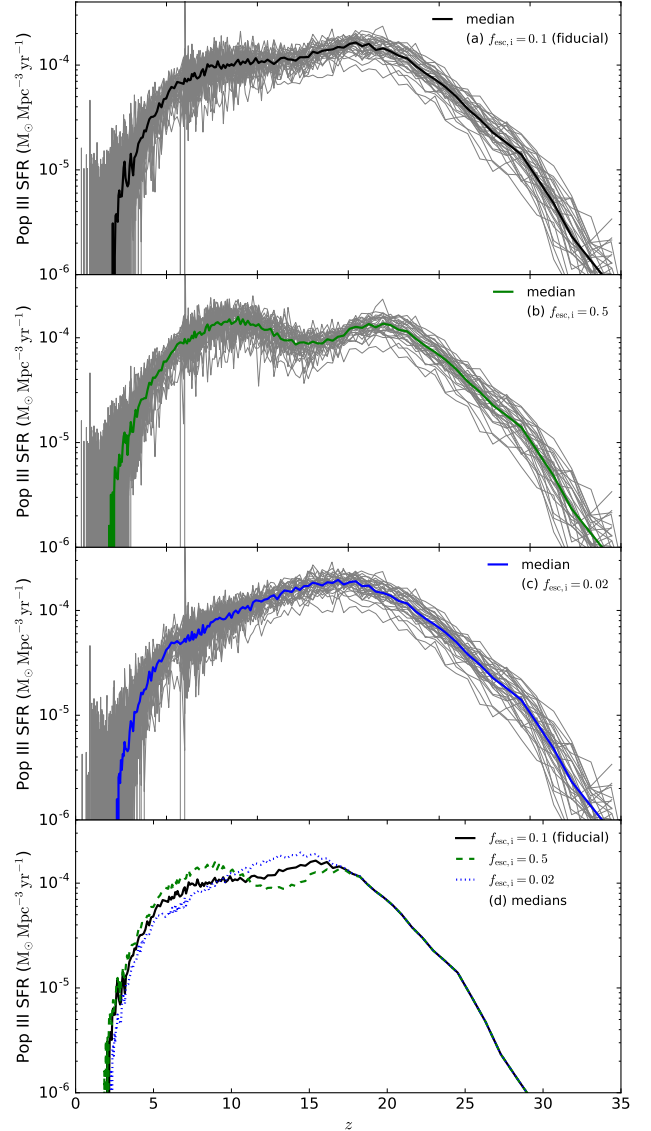 median
(a) f_esc,i = 0.1 (fiducial)
Pop III SFR (M⊙ Mpc⁻³ yr⁻¹)
10⁻⁴
10⁻⁵
10⁻⁶
median
(b) f_esc,i = 0.5
Pop III SFR (M⊙ Mpc⁻³ yr⁻¹)
10⁻⁴
10⁻⁵
10⁻⁶
median
(c) f_esc,i = 0.02
Pop III SFR (M⊙ Mpc⁻³ yr⁻¹)
10⁻⁴
10⁻⁵
10⁻⁶
f_esc,i = 0.1 (fiducial)
f_esc,i = 0.5
f_esc,i = 0.02
(d) medians
Pop III SFR (M⊙ Mpc⁻³ yr⁻¹)
10⁻⁴
10⁻⁵
10⁻⁶
0 5 10 15 20 25 30 35
z